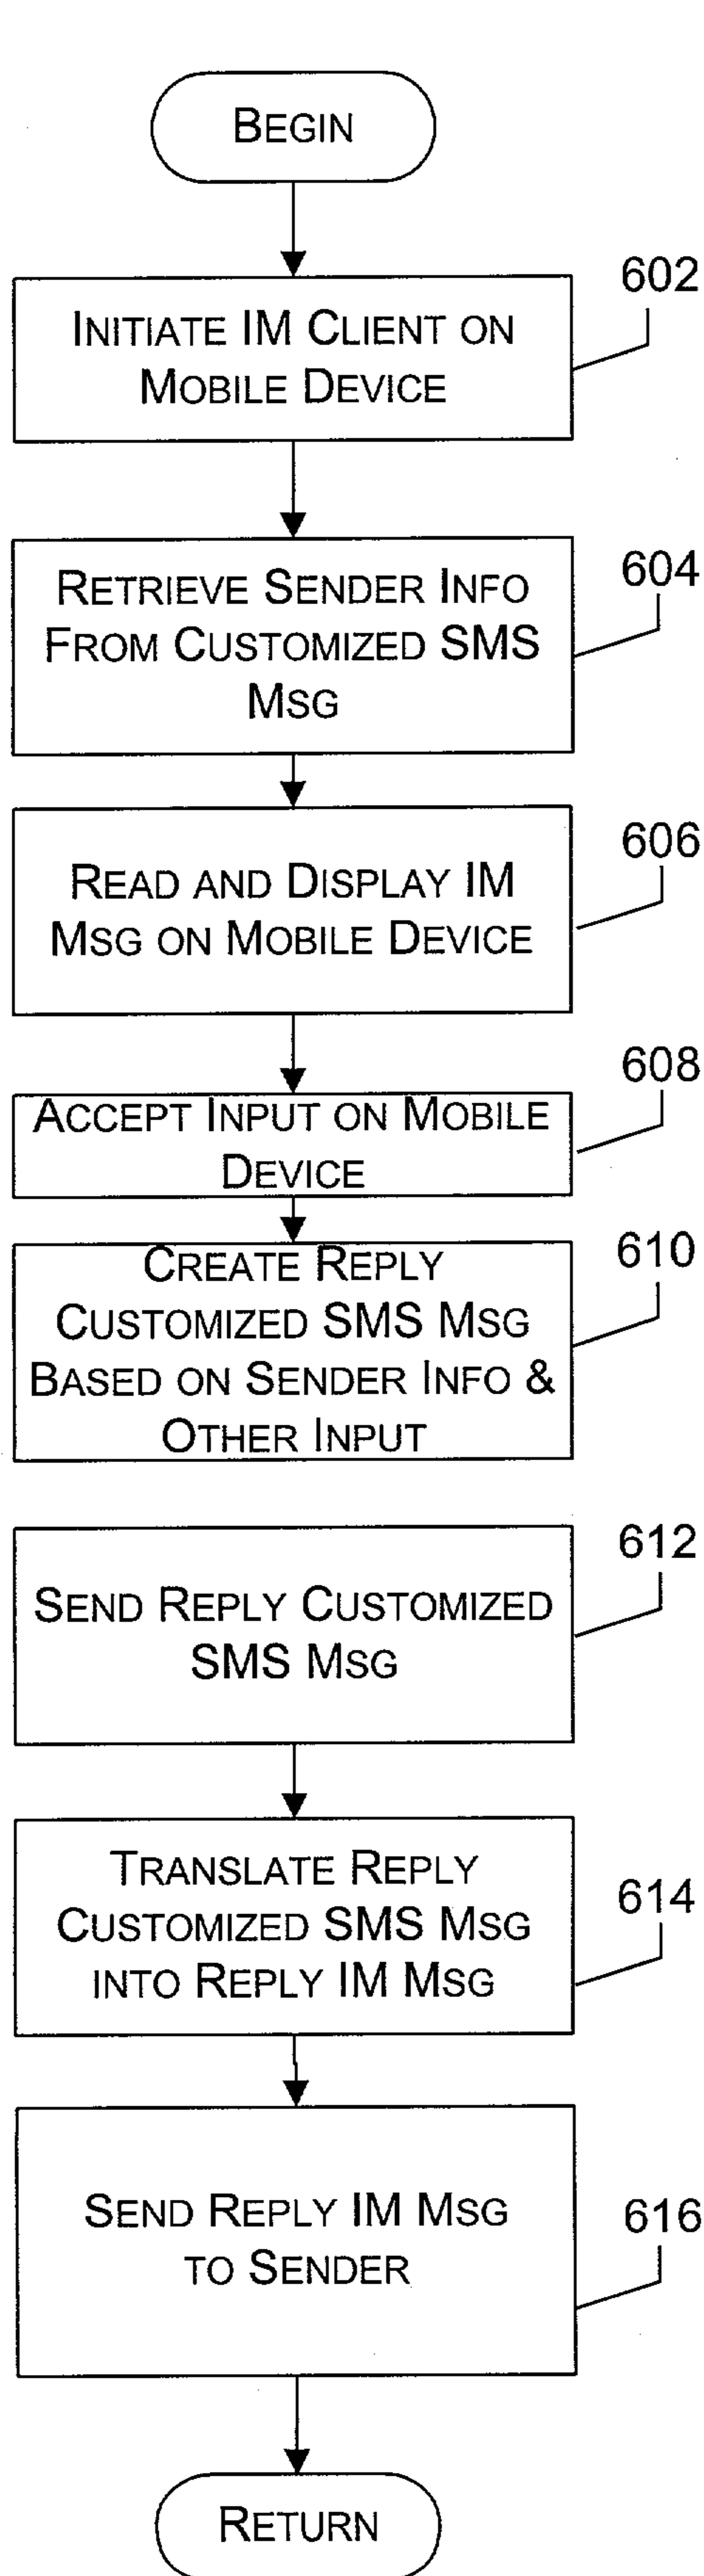 BEGIN
602
INITIATE IM CLIENT ON
MOBILE DEVICE
604
RETRIEVE SENDER INFO
FROM CUSTOMIZED SMS
MSG
606
READ AND DISPLAY IM
MSG ON MOBILE DEVICE
608
ACCEPT INPUT ON MOBILE
DEVICE
610
CREATE REPLY
CUSTOMIZED SMS MSG
BASED ON SENDER INFO &
OTHER INPUT
612
SEND REPLY CUSTOMIZED
SMS MSG
614
TRANSLATE REPLY
CUSTOMIZED SMS MSG
INTO REPLY IM MSG
616
SEND REPLY IM MSG
TO SENDER
RETURN